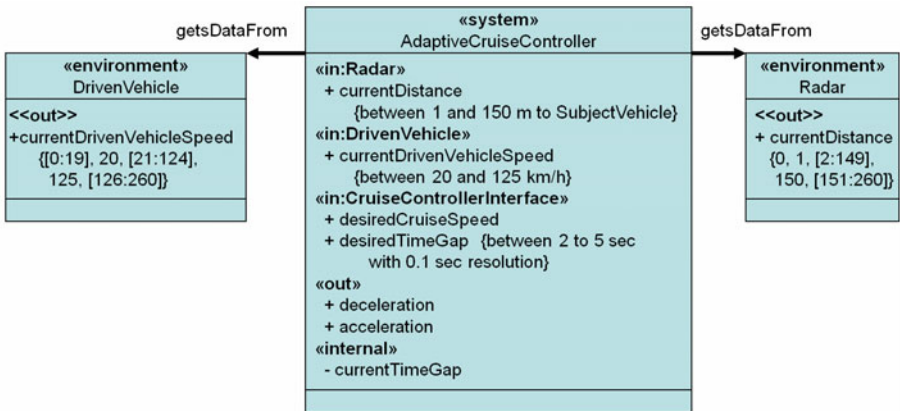 getsDataFrom
getsDataFrom
«environment»
DrivenVehicle
<<out>>
+currentDrivenVehicleSpeed
{[0:19], 20, [21:124],
125, [126:260]}
«system»
AdaptiveCruiseController
«in:Radar»
+ currentDistance
{between 1 and 150 m to SubjectVehicle}
«in:DrivenVehicle»
+ currentDrivenVehicleSpeed
{between 20 and 125 km/h}
«in:CruiseControllerInterface»
+ desiredCruiseSpeed
+ desiredTimeGap {between 2 to 5 sec
with 0.1 sec resolution}
«out»
+ deceleration
+ acceleration
«internal»
- currentTimeGap
«environment»
Radar
<<out>>
+ currentDistance
{0, 1, [2:149],
150, [151:260]}